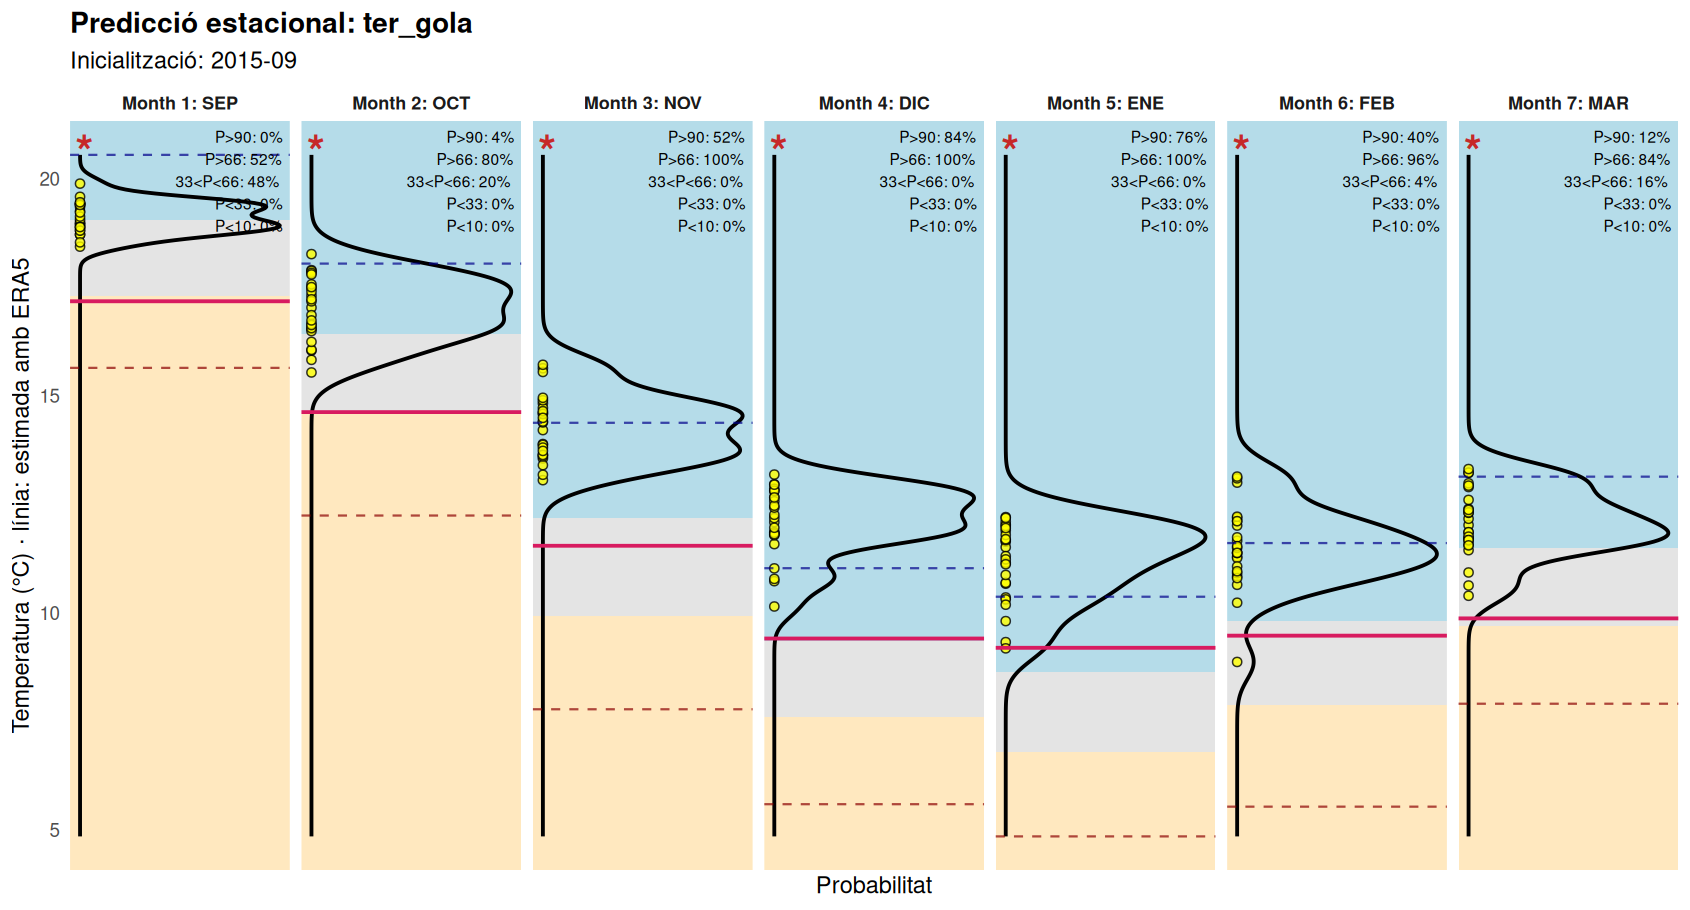 Predicció estacional: ter_gola
Inicialització: 2015-09
Month 1: SEP
Month 2: OCT
Month 3: NOV
Month 4: DIC
Month 5: ENE
Month 6: FEB
Month 7: MAR
*
P>90: 0%
P>66: 52%
33<P<66: 48%
P<33: 0%
P<10: 0%
*
P>90: 4%
P>66: 80%
33<P<66: 20%
P<33: 0%
P<10: 0%
*
P>90: 52%
P>66: 100%
33<P<66: 0%
P<33: 0%
P<10: 0%
*
P>90: 84%
P>66: 100%
33<P<66: 0%
P<33: 0%
P<10: 0%
*
P>90: 76%
P>66: 100%
33<P<66: 0%
P<33: 0%
P<10: 0%
*
P>90: 40%
P>66: 96%
33<P<66: 4%
P<33: 0%
P<10: 0%
*
P>90: 12%
P>66: 84%
33<P<66: 16%
P<33: 0%
P<10: 0%
20
15
10
5
Temperatura (°C) · línia: estimada amb ERA5
Probabilitat